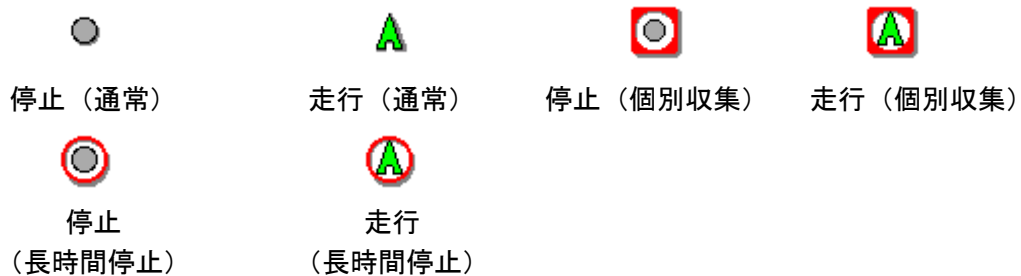 停止（通常）
走行（通常）
停止（個別収集）
走行（個別収集）
停止
（長時間停止）
走行
（長時間停止）